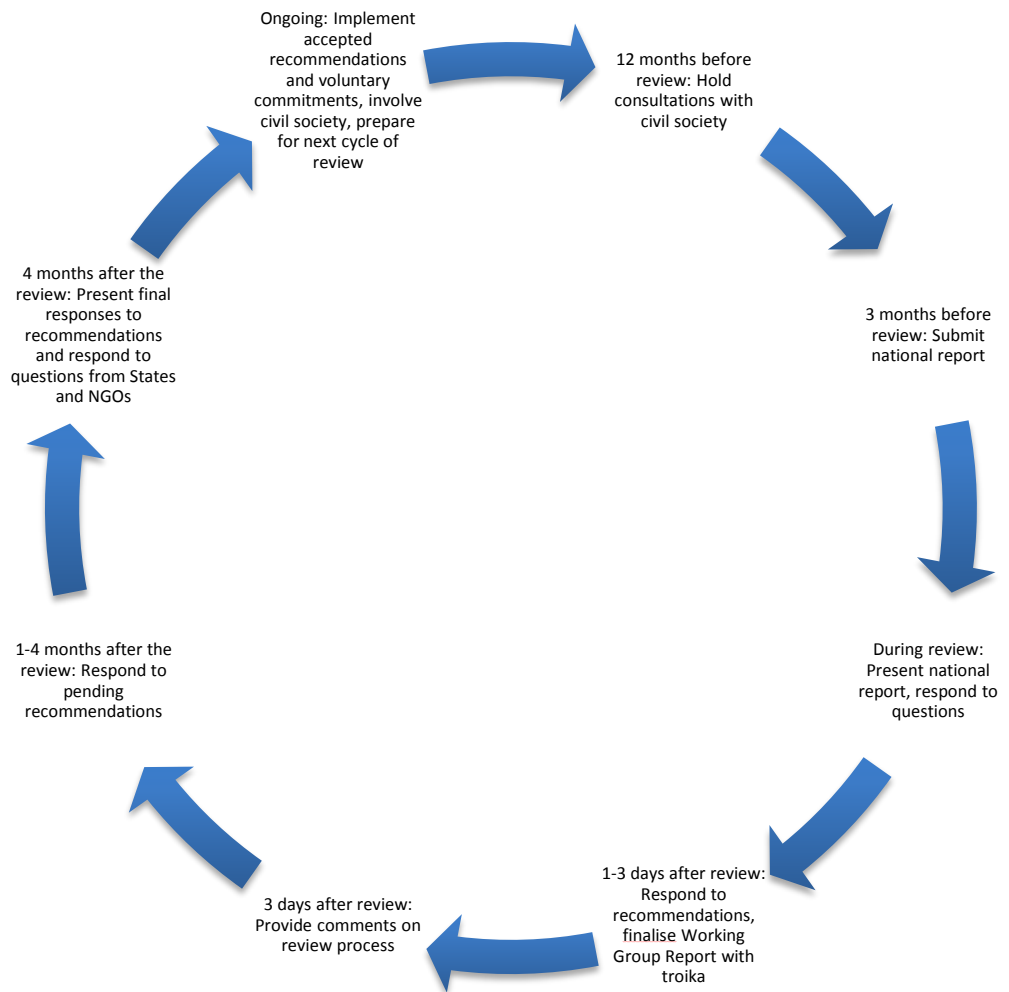 Ongoing: Implement
accepted
recommendations
and voluntary
commitments, involve
civil society, prepare
for next cycle of
review
12 months before
review: Hold
consultations with
civil society
3 months before
review: Submit
national report
During review:
Present national
report, respond to
questions
1-3 days after review:
Respond to
recommendations,
finalise Working
Group Report with
troika
3 days after review:
Provide comments on
review process
1-4 months after the
review: Respond to
pending
recommendations
4 months after the
review: Present final
responses to
recommendations
and respond to
questions from States
and NGOs